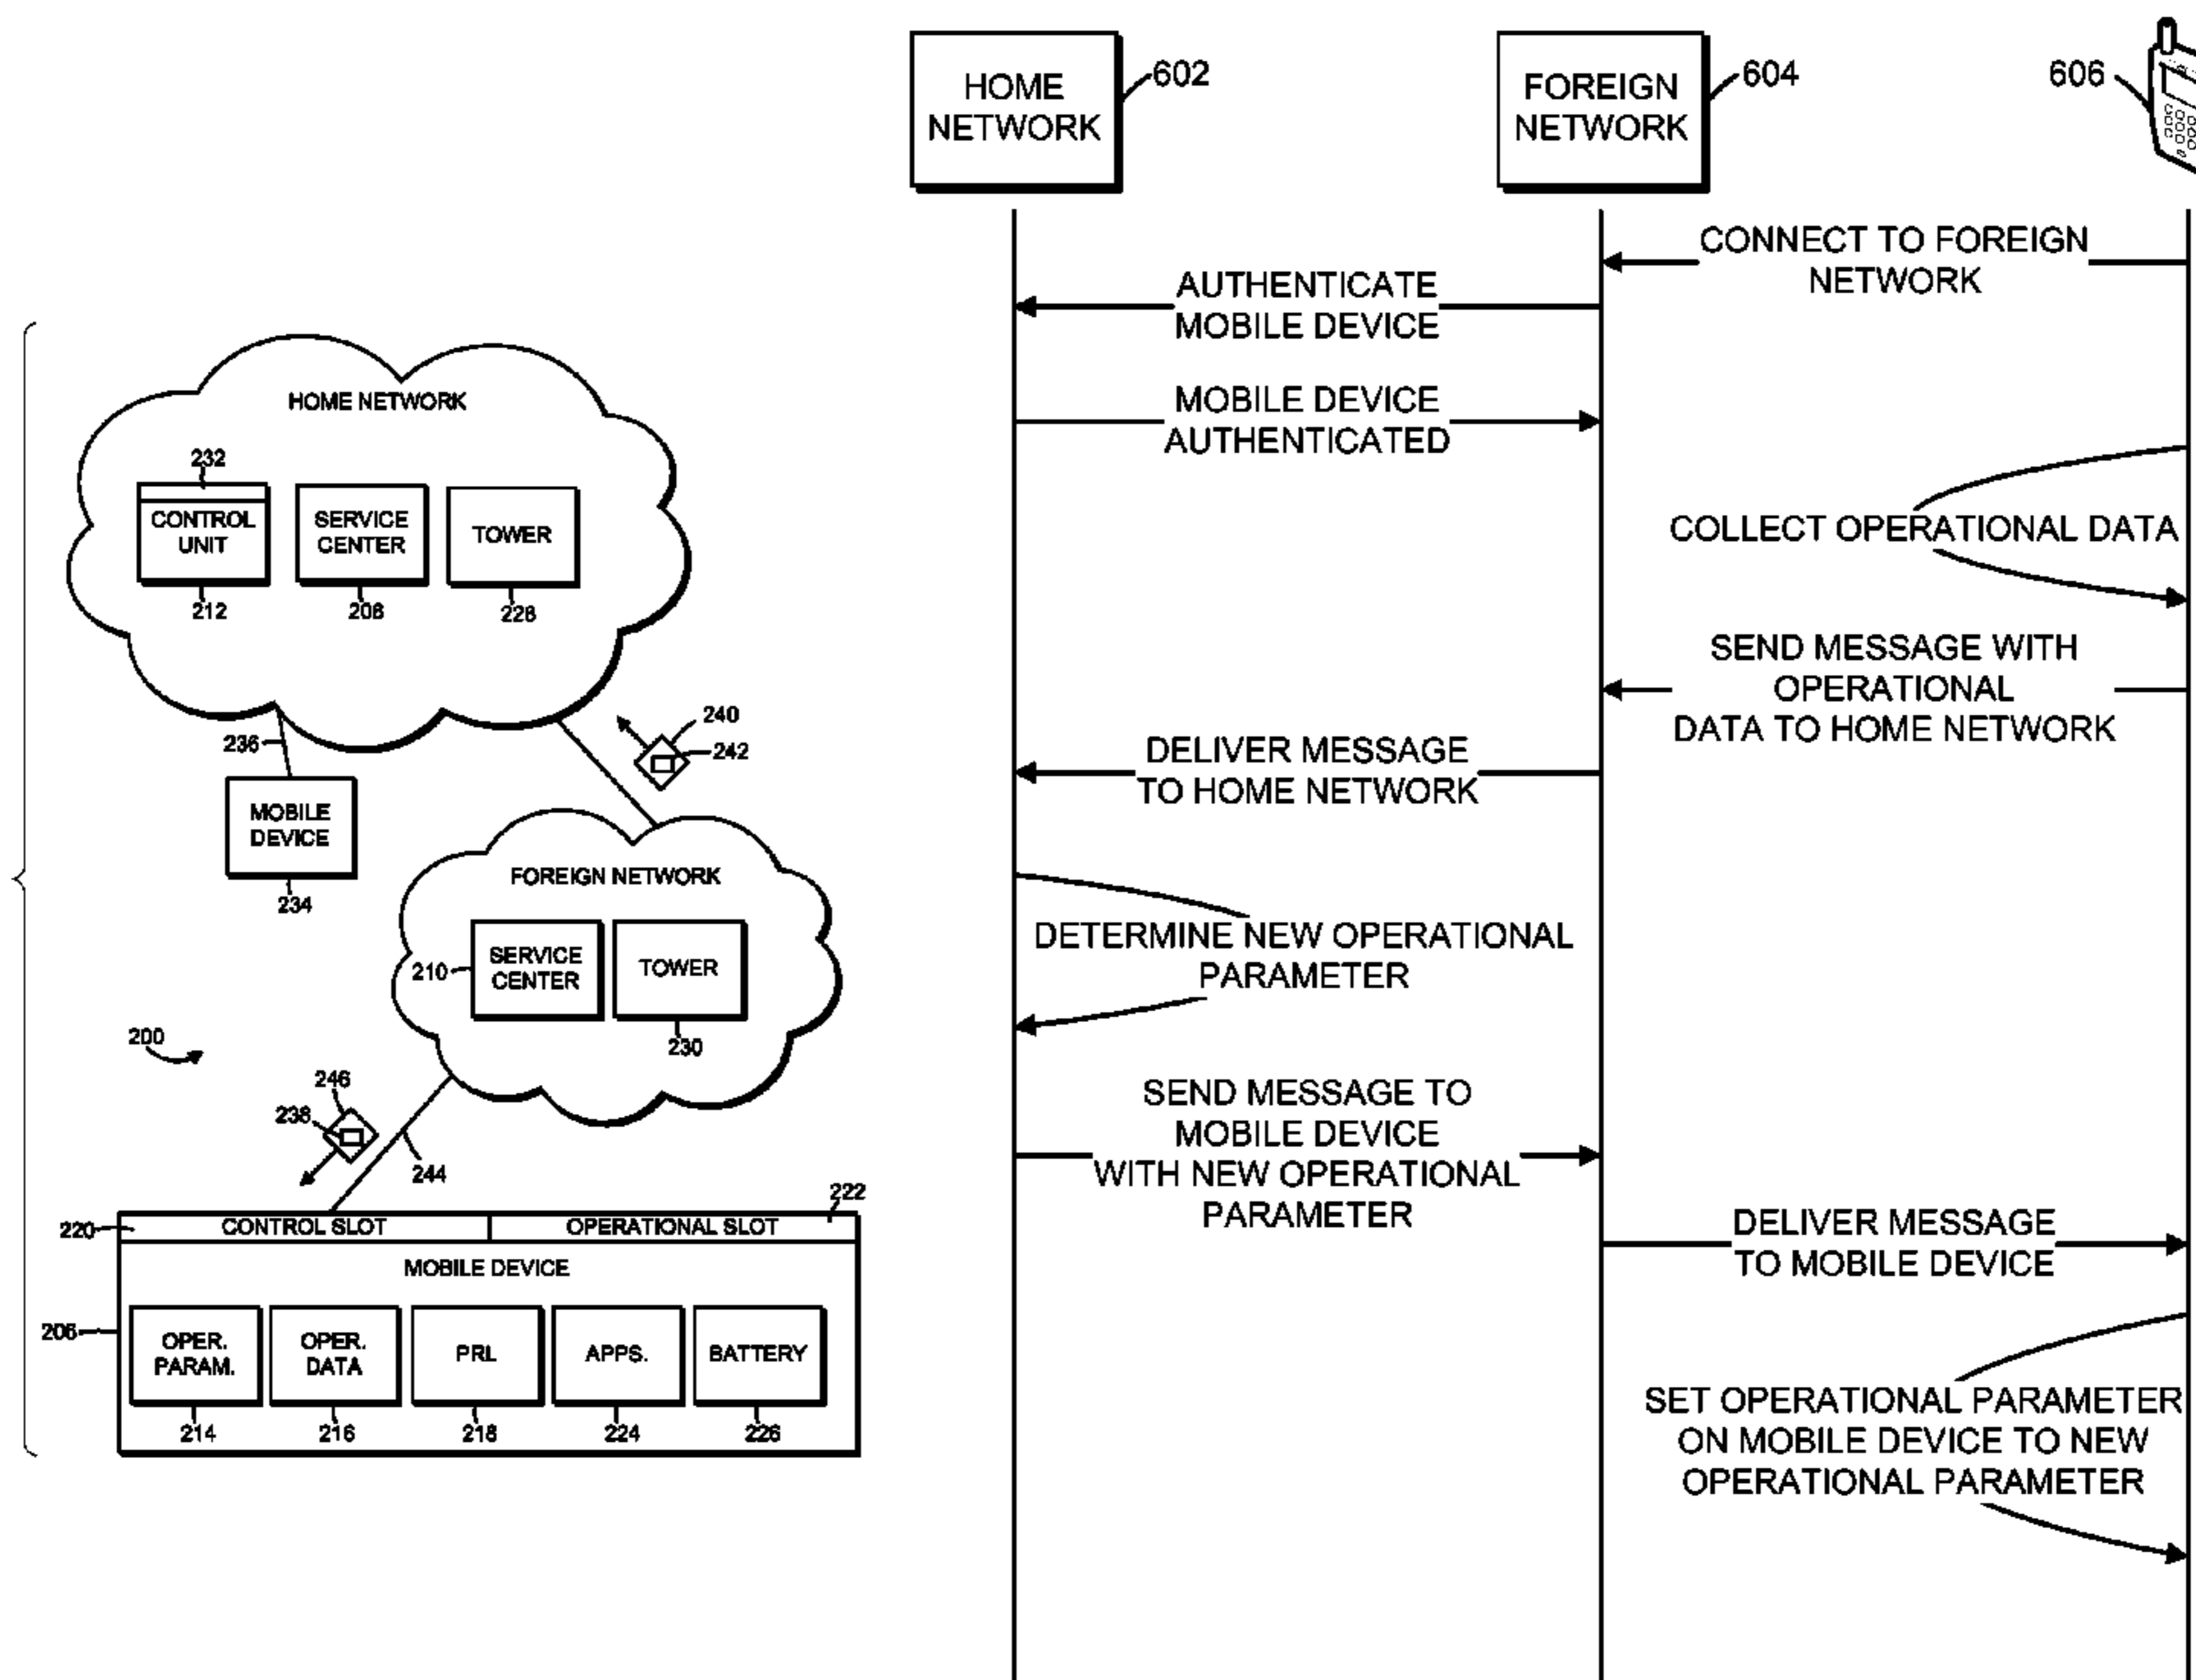 HOME NETWORK
232
CONTROL
UNIT
212
SERVICE
CENTER
208
TOWER
228
236
MOBILE
DEVICE
234
240
242
FOREIGN NETWORK
210
SERVICE
CENTER
TOWER
230
200
246
238
244
222
220
CONTROL SLOT
OPERATIONAL SLOT
MOBILE DEVICE
206
OPER.
PARAM.
214
OPER.
DATA
216
PRL
218
APPS.
224
BATTERY
226
HOME
NETWORK
602
FOREIGN
NETWORK
604
606
CONNECT TO FOREIGN
NETWORK
AUTHENTICATE
MOBILE DEVICE
MOBILE DEVICE
AUTHENTICATED
COLLECT OPERATIONAL DATA
SEND MESSAGE WITH
OPERATIONAL
DATA TO HOME NETWORK
DELIVER MESSAGE
TO HOME NETWORK
DETERMINE NEW OPERATIONAL
PARAMETER
SEND MESSAGE TO
MOBILE DEVICE
WITH NEW OPERATIONAL
PARAMETER
DELIVER MESSAGE
TO MOBILE DEVICE
SET OPERATIONAL PARAMETER
ON MOBILE DEVICE TO NEW
OPERATIONAL PARAMETER